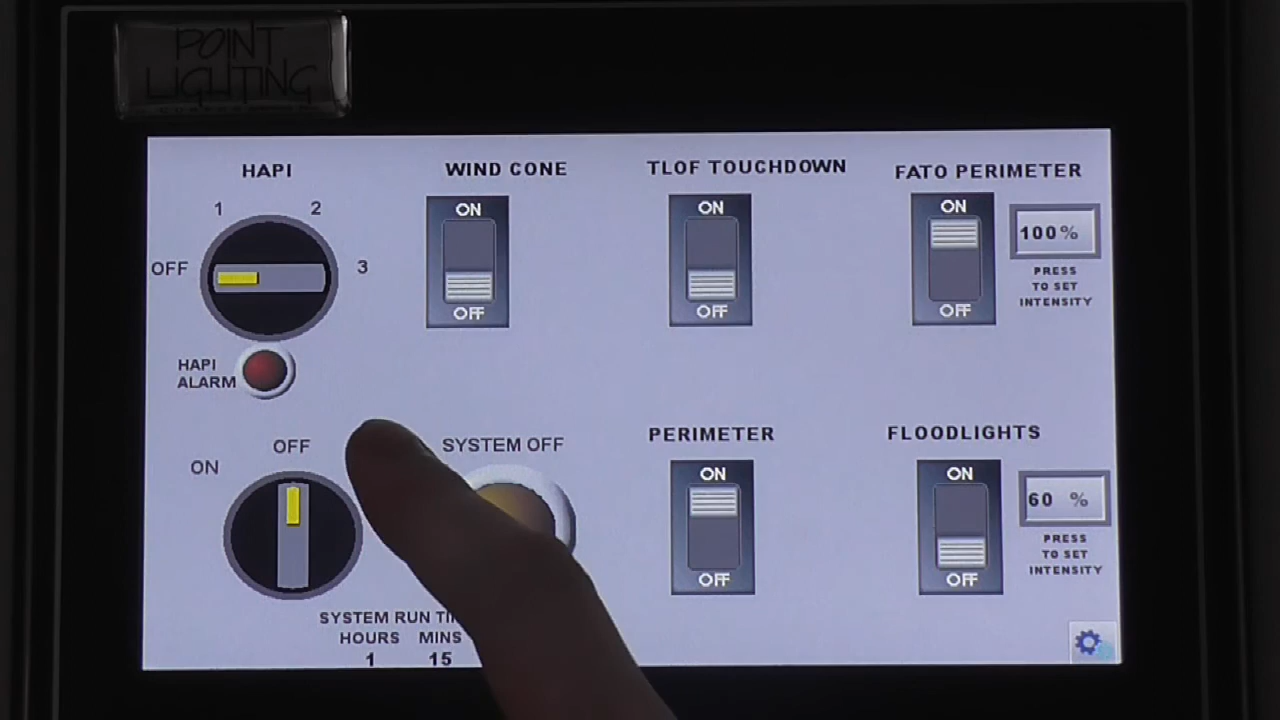 POINT
LIGHTING
HAPI
1
2
OFF
3
HAPI
ALARM
WIND CONE
ON
OFF
TLOF TOUCHDOWN
ON
OFF
FATO PERIMETER
ON
OFF
100%
PRESS
TO SET
INTENSITY
OFF
ON
SYSTEM OFF
SYSTEM RUN
HOURS MINS
1 15
PERIMETER
ON
OFF
FLOODLIGHTS
ON
OFF
60 %
PRESS
TO SET
INTENSITY